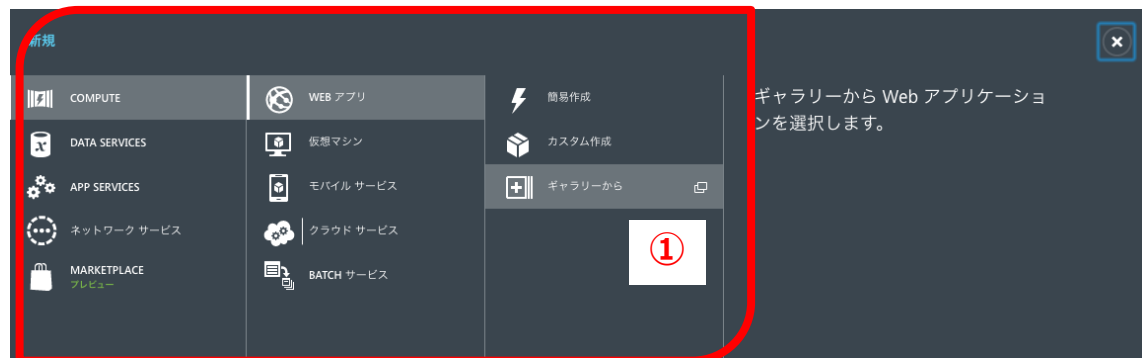 新規
COMPUTE
DATA SERVICES
APP SERVICES
ネットワーク サービス
MARKETPLACE
プレビュー
WEB アプリ
仮想マシン
モバイル サービス
クラウド サービス
BATCH サービス
簡易作成
カスタム作成
ギャラリーから
①
ギャラリーから Web アプリケーショ
ンを選択します。